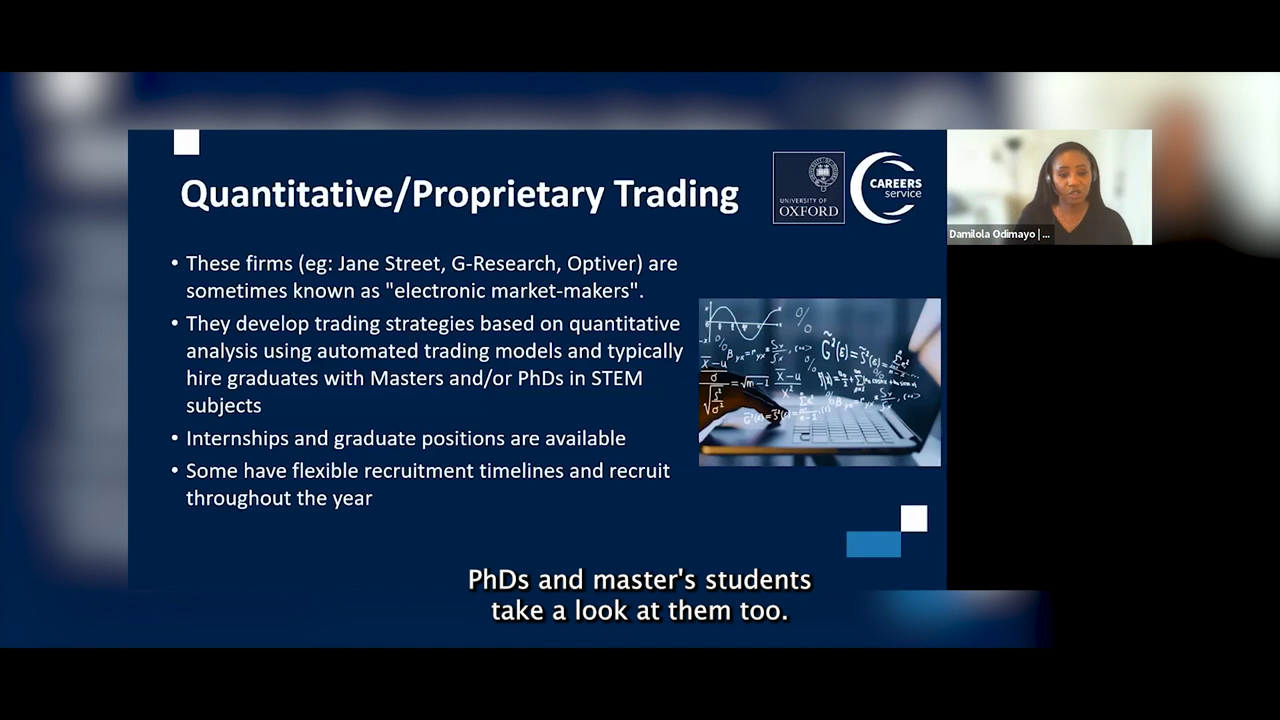 Quantitative/Proprietary Trading
UNIVERSITY OF
OXFORD
CAREERS
service
Damilola Odimayo | ...
• These firms (eg: Jane Street, G-Research, Optiver) are
sometimes known as "electronic market-makers".
• They develop trading strategies based on quantitative
analysis using automated trading models and typically
hire graduates with Masters and/or PhDs in STEM
subjects
• Internships and graduate positions are available
• Some have flexible recruitment timelines and recruit
throughout the year
PhDs and master's students
take a look at them too.